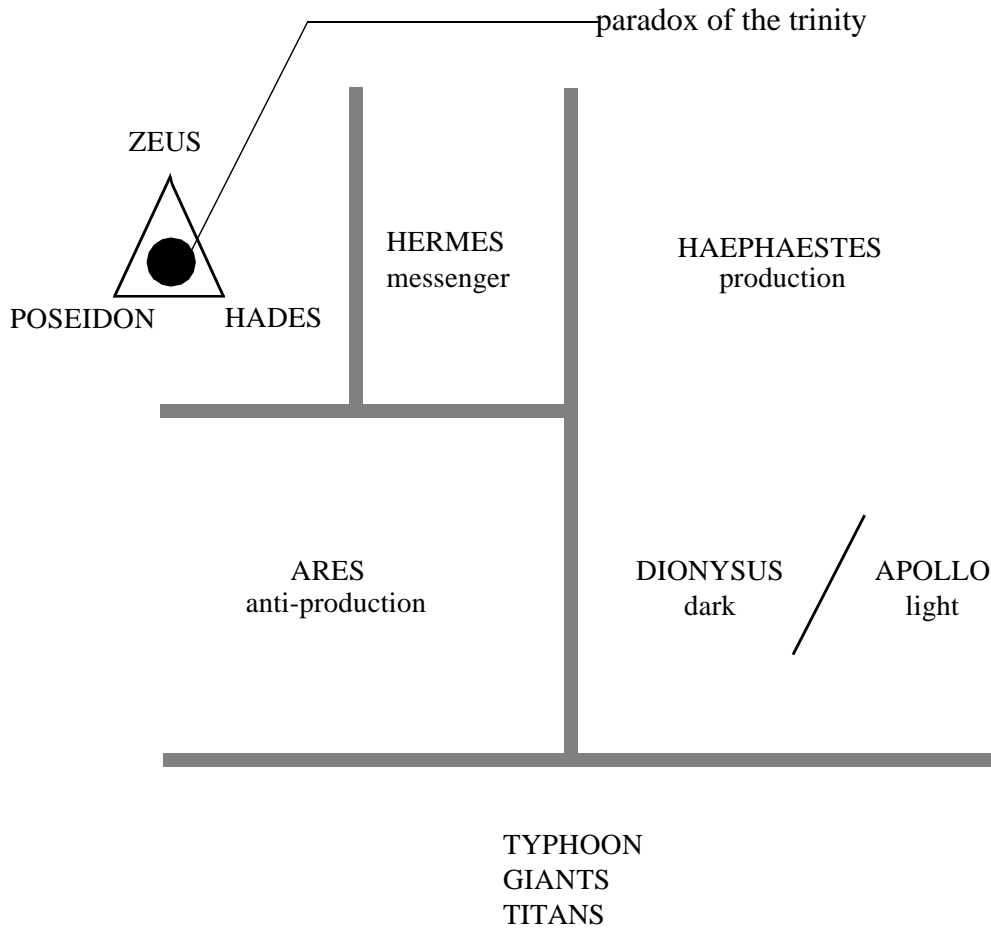 paradox of the trinity
ZEUS
POSEIDON
HADES
HERMES
messenger
HAEPHAESTES
production
ARES
anti-production
DIONYSUS
dark
APOLLO
light
TYPHOON
GIANTS
TITANS